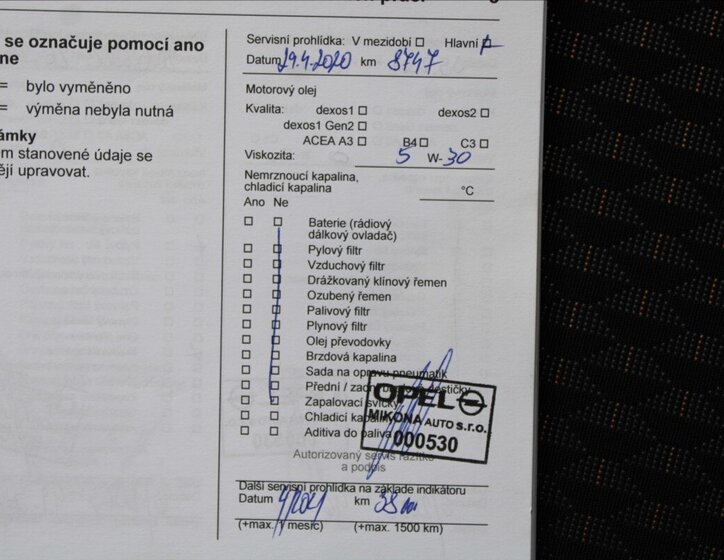 se označuje pomocí ano
ne
= bylo vyměněno
= výměna nebyla nutná
ámky
m stanovené údaje se
ějí upravovat.
Servisní prohlídka: V mezidobí □ Hlavní
Datum 29.4.2020 km 8747
Motorový olej
Kvalita: dexos1 □ dexos2 □
dexos1 Gen2 □
ACEA A3 □ B4 □ C3 □
Viskozita: 5 W-30
Nemrznoucí kapalina,
chladicí kapalina °C
Ano Ne
□ □ Baterie (rádiový
dálkový ovladač)
□ □ Pylový filtr
□ □ Vzduchový filtr
□ □ Drážkovaný klínový řemen
□ □ Ozubený řemen
□ □ Palivový filtr
□ □ Plynový filtr
□ □ Olej převodovky
□ □ Brzdová kapalina
□ □ Sada na opravu pneumatik
□ □ Přední / zadní brzdové destičky
□ □ Zapalovací svíčky
□ □ Chladicí kapalina
□ □ Aditiva do paliva
OPEL
MIKONA AUTO s.r.o.
000530
Autorizovaný servis razítko
a podpis
Další servisní prohlídka na základě indikátoru
Datum km
(+max. 1 měsíc) (+max. 1500 km)